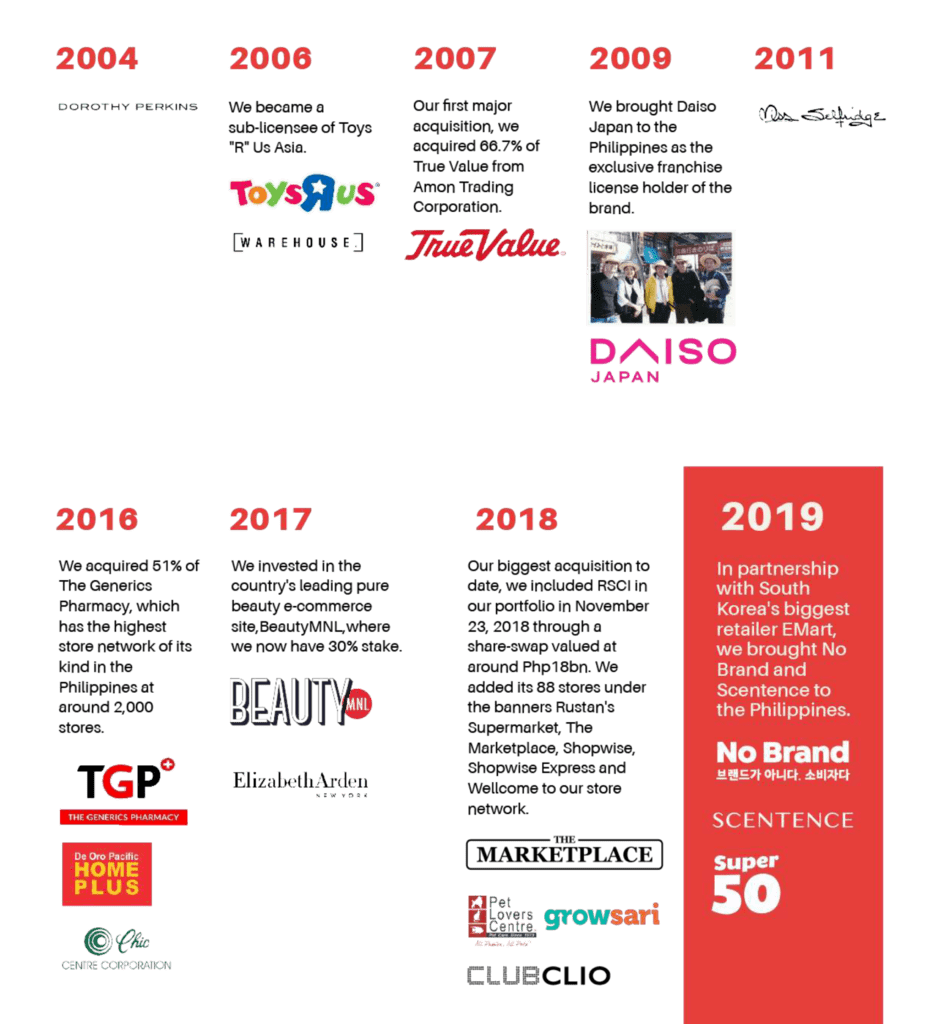 2004
DOROTHY PERKINS
2006
We became a
sub-licensee of Toys
"R" Us Asia.
TOYS R US
[WAREHOUSE.]
2007
Our first major
acquisition, we
acquired 66.7% of
True Value from
Amon Trading
Corporation.
True Value
2009
We brought Daiso
Japan to the
Philippines as the
exclusive franchise
license holder of the
brand.
DAISO
JAPAN
2011
Miss Selfridge
2016
We acquired 51% of
The Generics
Pharmacy, which
has the highest
store network of its
kind in the
Philippines at
around 2,000
stores.
TGP
THE GENERICS PHARMACY
De Oro Pacific
HOME
PLUS
Chic
CENTRE CORPORATION
2017
We invested in the
country's leading pure
beauty e-commerce
site,BeautyMNL,where
we now have 30% stake.
BEAUTY MNL
Elizabeth Arden
NEW YORK
2018
Our biggest acquisition to
date, we included RSCI in
our portfolio in November
23, 2018 through a
share-swap valued at
around Php18bn. We
added its 88 stores under
the banners Rustan's
Supermarket, The
Marketplace, Shopwise,
Shopwise Express and
Wellcome to our store
network.
THE
MARKETPLACE
Pet
Lovers
Centre
growsari
CLUBCLIO
2019
In partnership
with South
Korea's biggest
retailer EMart,
we brought No
Brand and
Scentence to
the Philippines.
No Brand
브랜드가 아니다. 소비자다
SCENTENCE
Super
50